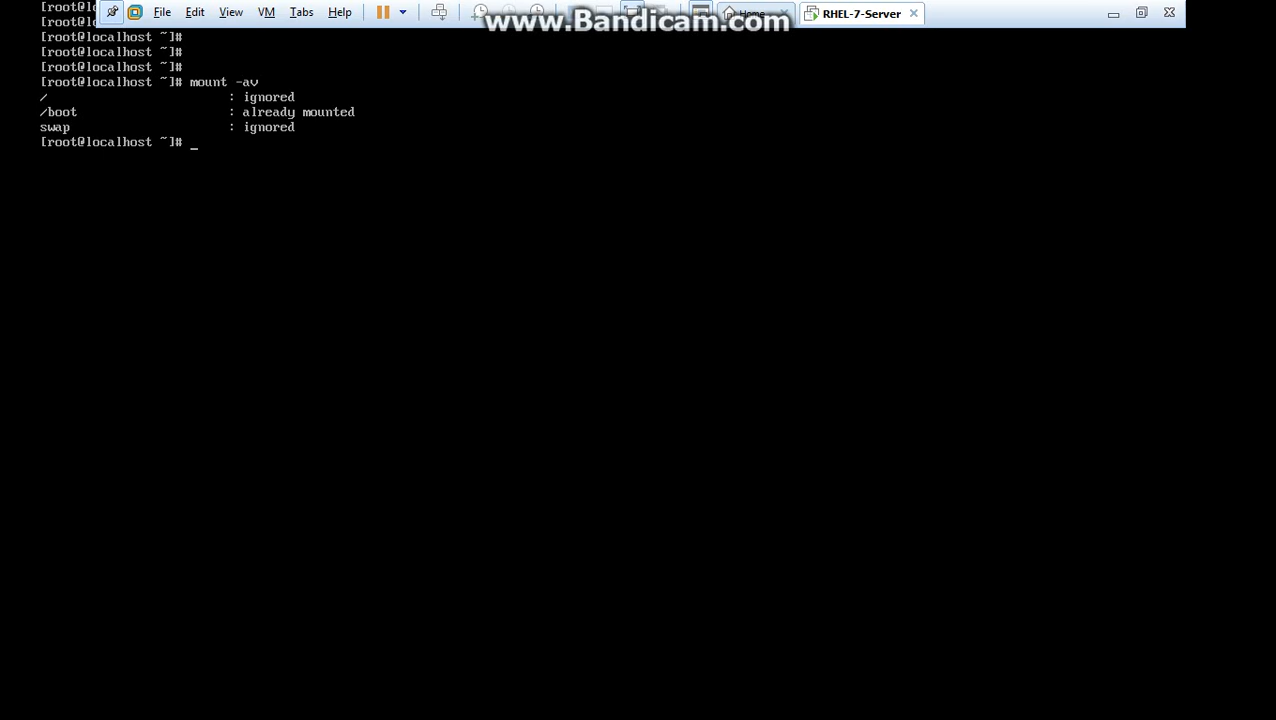 [root@lo
File Edit View VM Tabs Help
Home
RHEL-7-Server
www.Bandicam.com
[root@lo
[root@localhost ~]#
[root@localhost ~]#
[root@localhost ~]#
[root@localhost ~]# mount -av
/ : ignored
/boot : already mounted
swap : ignored
[root@localhost ~]# _